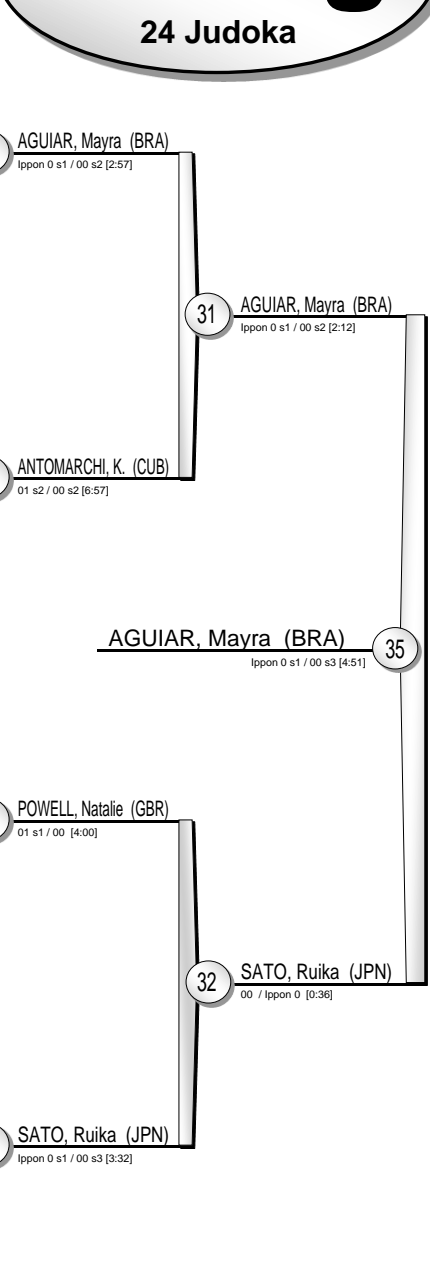 24 Judoka
AGUIAR, Mayra (BRA)
Ippon 0 s1 / 00 s2 [2:57]
31
AGUIAR, Mayra (BRA)
Ippon 0 s1 / 00 s2 [2:12]
ANTOMARCHI, K. (CUB)
01 s2 / 00 s2 [6:57]
AGUIAR, Mayra (BRA)
Ippon 0 s1 / 00 s3 [4:51]
35
POWELL, Natalie (GBR)
01 s1 / 00 [4:00]
32
SATO, Ruika (JPN)
00 / Ippon 0 [0:36]
SATO, Ruika (JPN)
Ippon 0 s1 / 00 s3 [3:32]